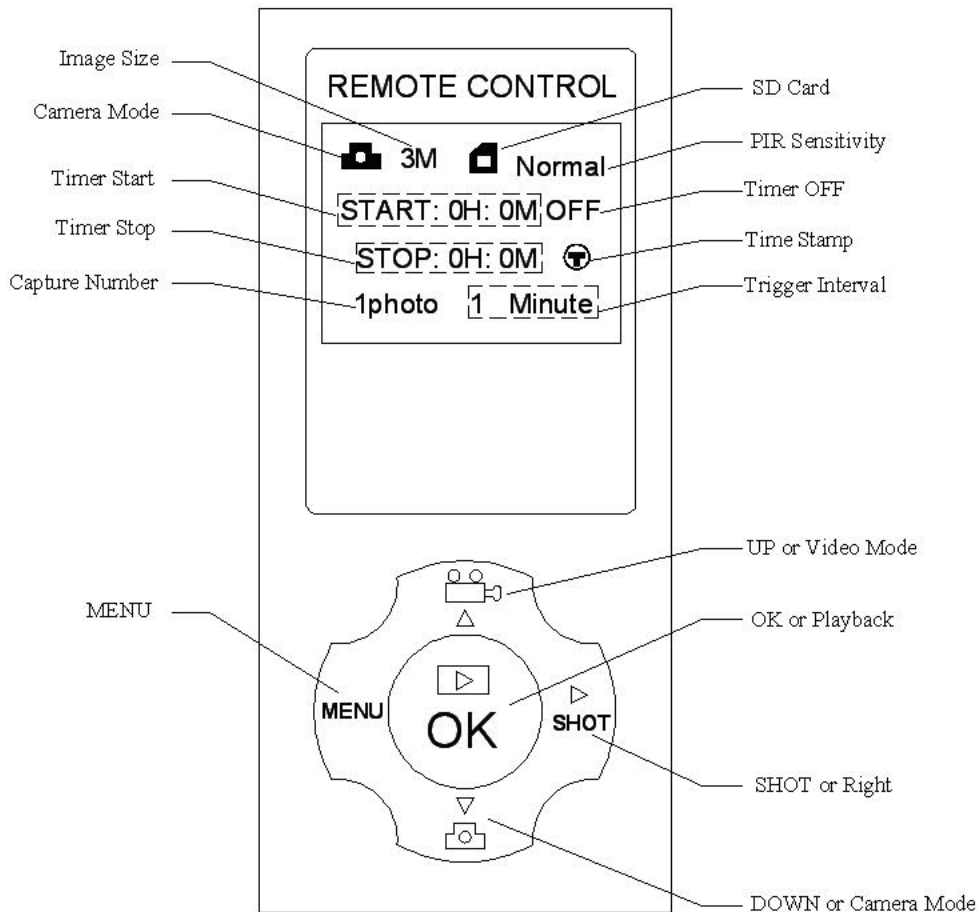 Image Size
Camera Mode
Timer Start
Timer Stop
Capture Number
REMOTE CONTROL
3M
Normal
START: 0H: 0M OFF
STOP: 0H: 0M T
1photo 1 Minute
SD Card
PIR Sensitivity
Timer OFF
Time Stamp
Trigger Interval
MENU
MENU
OK
SHOT
UP or Video Mode
OK or Playback
SHOT or Right
DOWN or Camera Mode